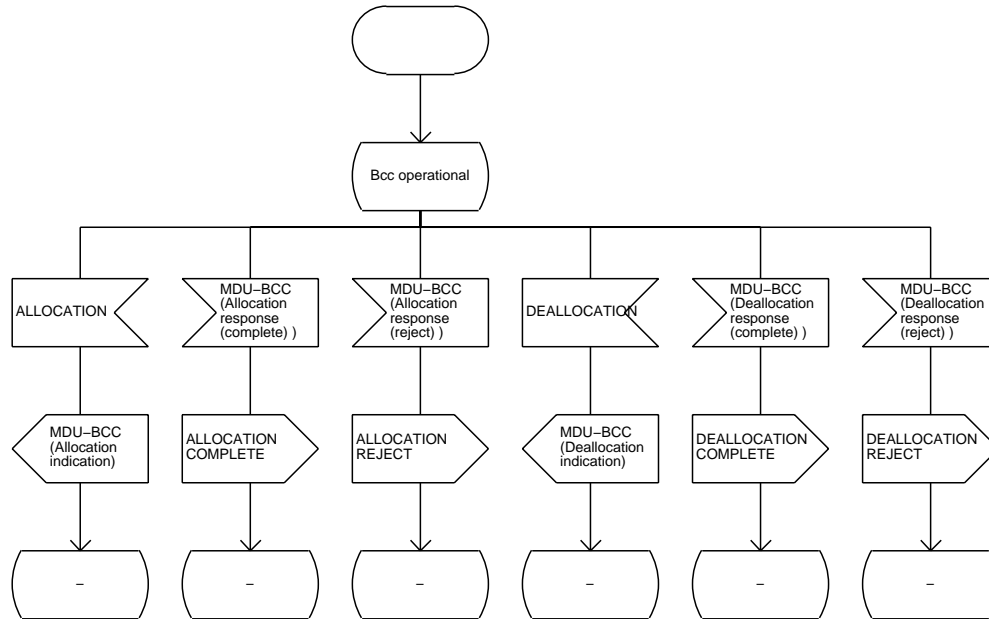 Bcc operational
ALLOCATION
MDU−BCC
(Allocation
response
(complete) )
MDU−BCC
(Allocation
response
(reject) )
DEALLOCATION
MDU−BCC
(Deallocation
response
(complete) )
MDU−BCC
(Deallocation
response
(reject) )
MDU−BCC
(Allocation
indication)
ALLOCATION
COMPLETE
ALLOCATION
REJECT
MDU−BCC
(Deallocation
indication)
DEALLOCATION
COMPLETE
DEALLOCATION
REJECT
−
−
−
−
−
−